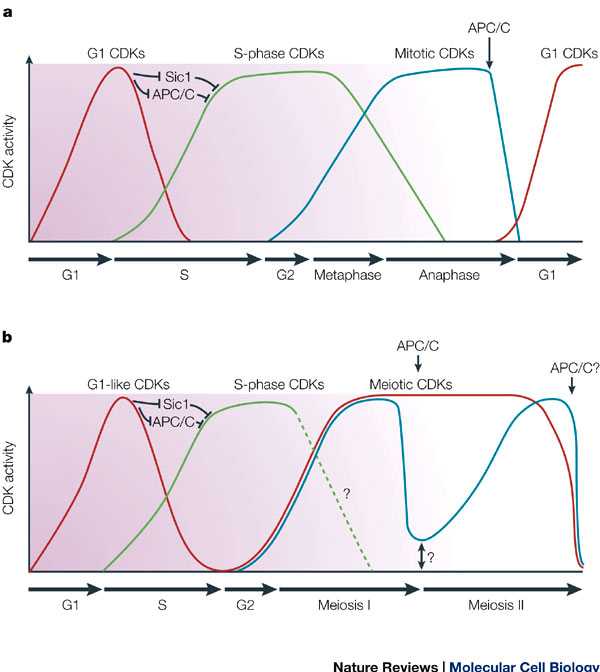 a
APC/C
G1 CDKs
S-phase CDKs
Mitotic CDKs
G1 CDKs
Sic1
APC/C
CDK activity
G1
S
G2
Metaphase
Anaphase
G1
b
APC/C
APC/C?
G1-like CDKs
S-phase CDKs
Meiotic CDKs
Sic1
APC/C
CDK activity
?
?
G1
S
G2
Meiosis I
Meiosis II
Nature Reviews | Molecular Cell Biology